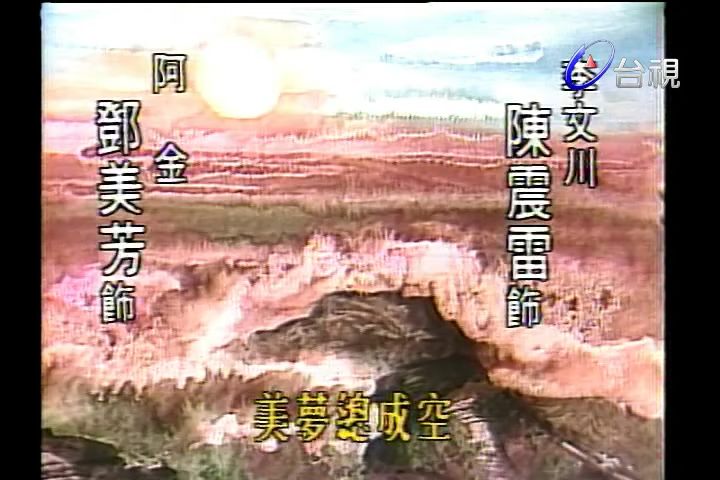 台視
李文川
陳震雷飾
阿金
鄧美芳飾
美夢總成空